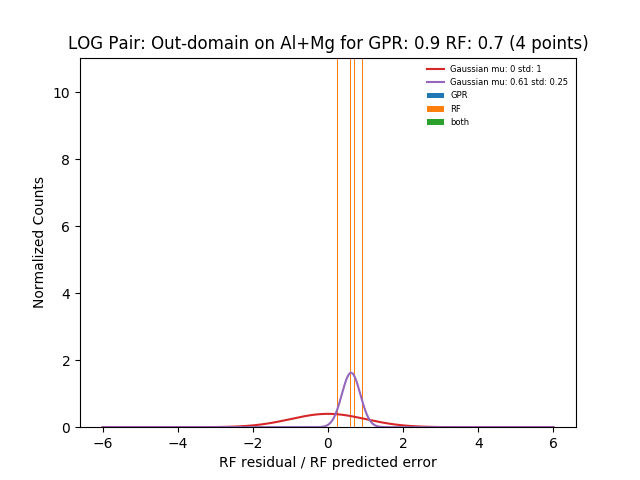 LOG Pair: Out-domain on Al+Mg for GPR: 0.9 RF: 0.7 (4 points)
Gaussian mu: 0 std: 1
Gaussian mu: 0.61 std: 0.25
GPR
RF
both
Normalized Counts
10
8
6
4
2
0
−6 −4 −2 0 2 4 6
RF residual / RF predicted error